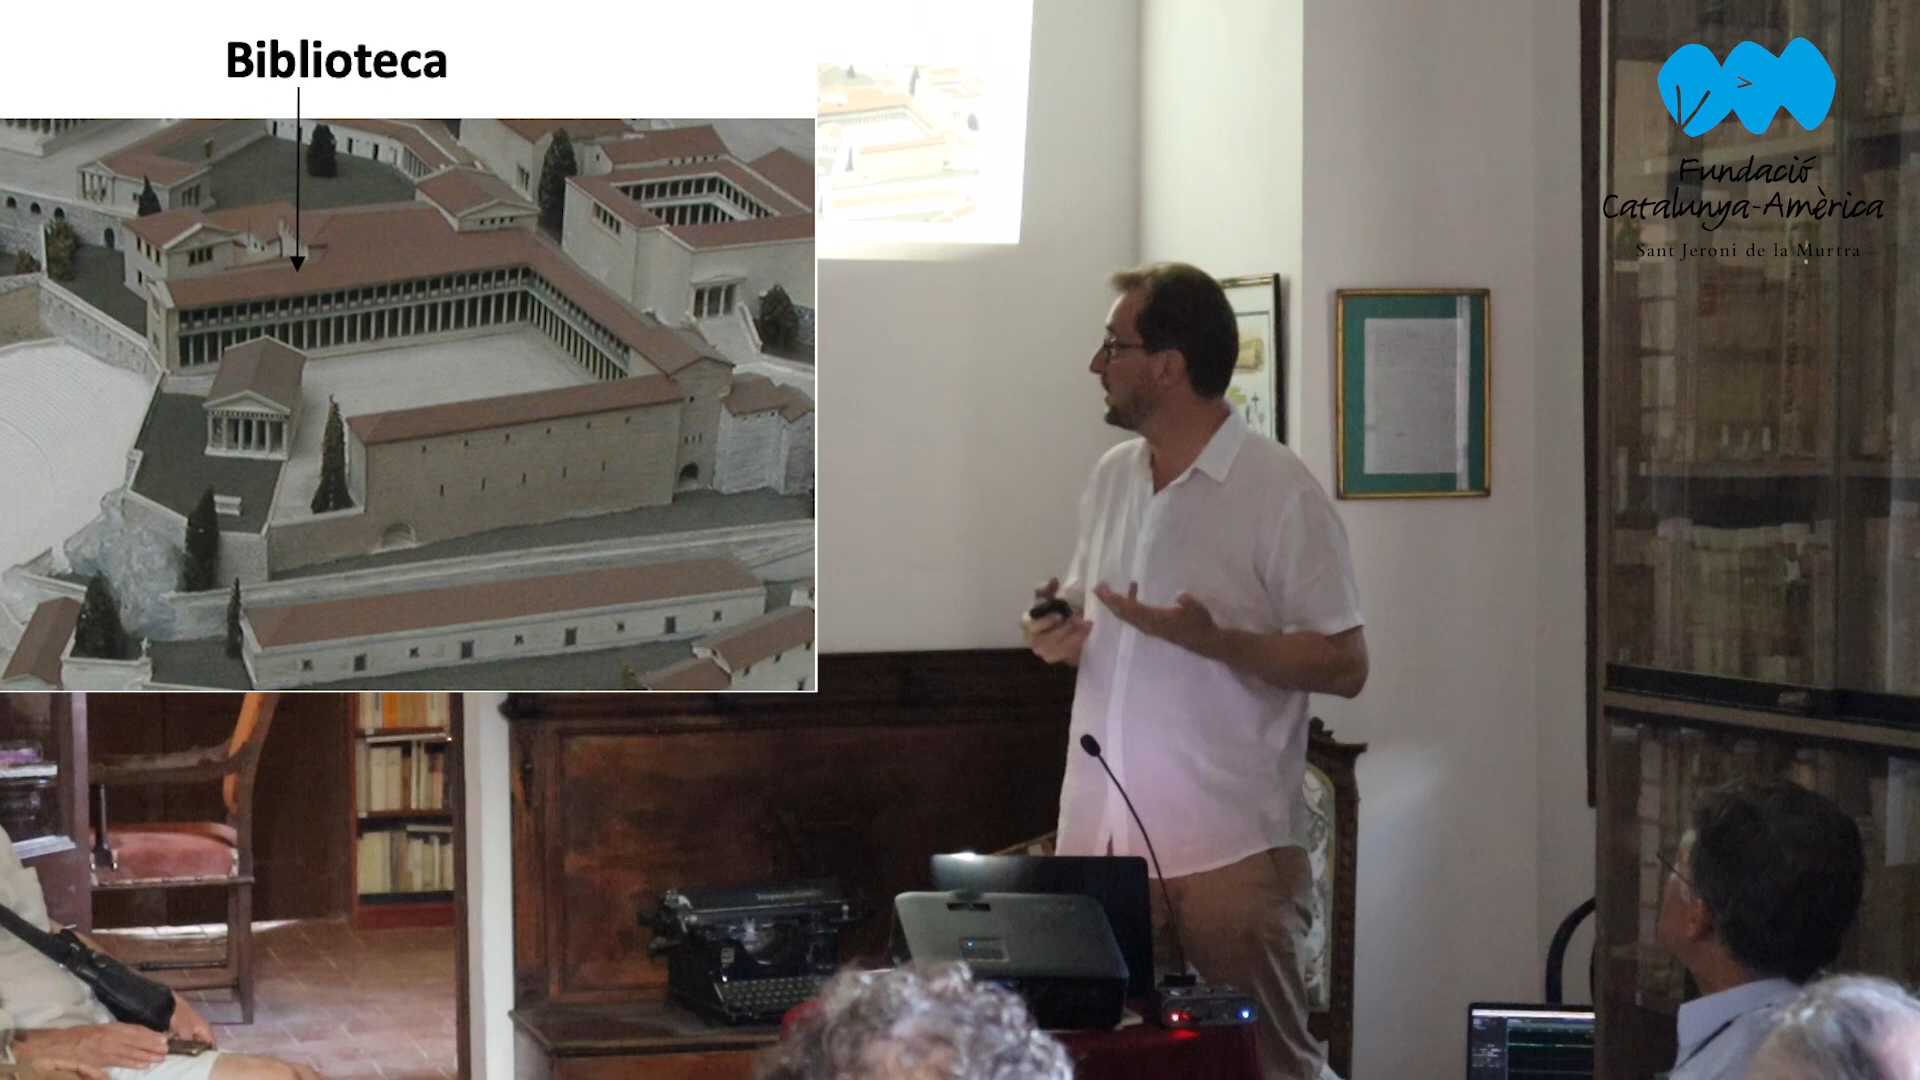 Biblioteca
Fundació
Catalunya-Amèrica
Sant Jeroni de la Murtra